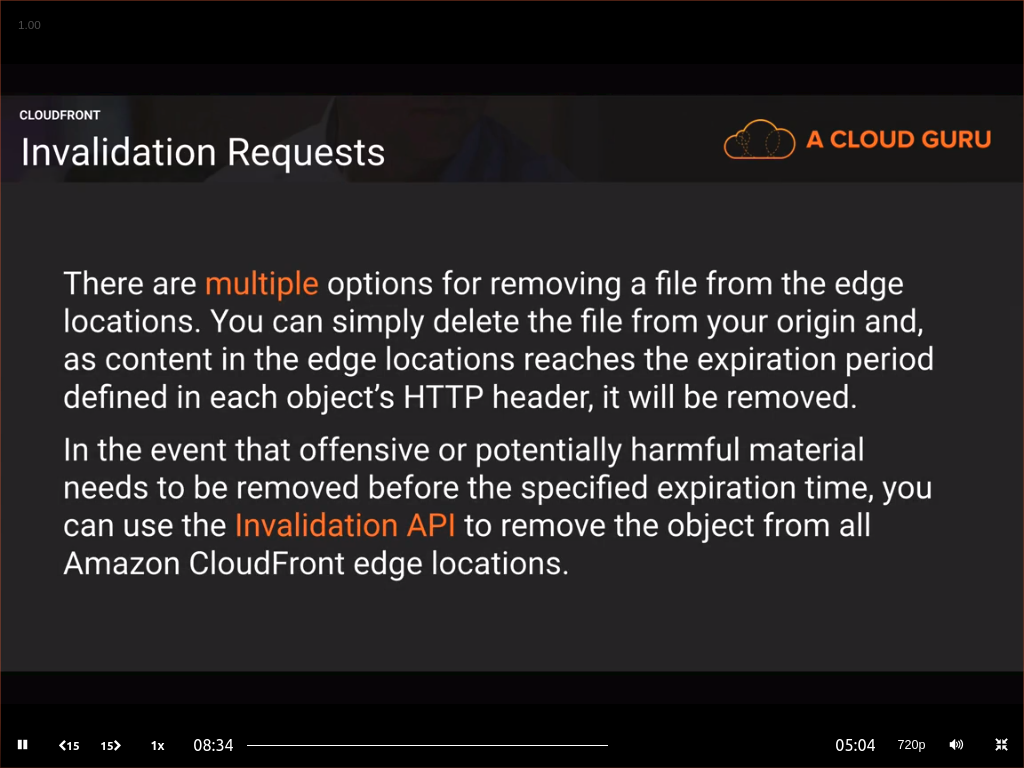 1.00
CLOUDFRONT
Invalidation Requests
A CLOUD GURU
There are multiple options for removing a file from the edge
locations. You can simply delete the file from your origin and,
as content in the edge locations reaches the expiration period
defined in each object’s HTTP header, it will be removed.
In the event that offensive or potentially harmful material
needs to be removed before the specified expiration time, you
can use the Invalidation API to remove the object from all
Amazon CloudFront edge locations.
15 15 1x 08:34 05:04 720p